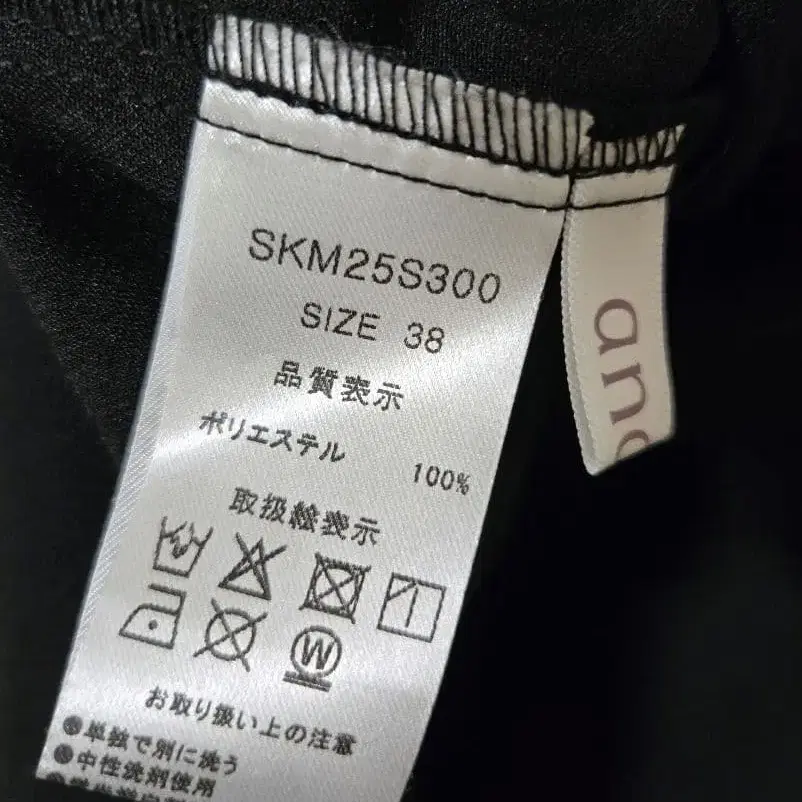 SKM25S300
SIZE 38
品質表示
ポリエステル 100%
取扱絵表示
W
お取り扱い上の注意
●単独で別に洗う
●中性洗剤使用
and